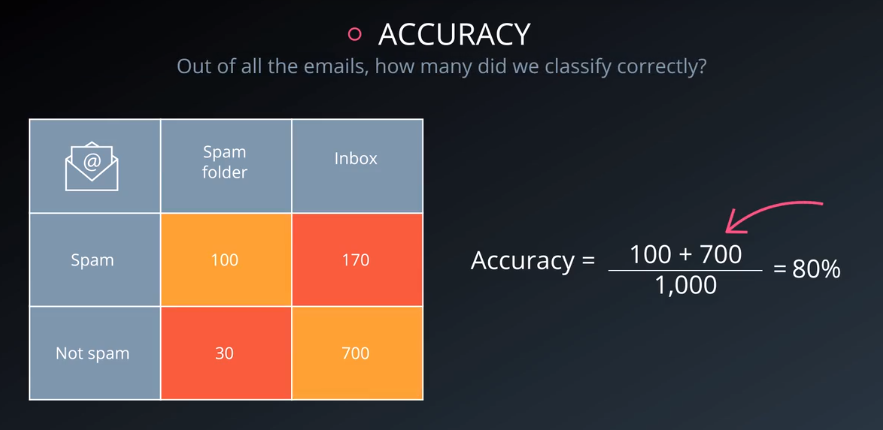 ACCURACY
Out of all the emails, how many did we classify correctly?
@
Spam
folder
Inbox
Spam
100
170
Not spam
30
700
Accuracy = 100 + 700
1,000
= 80%